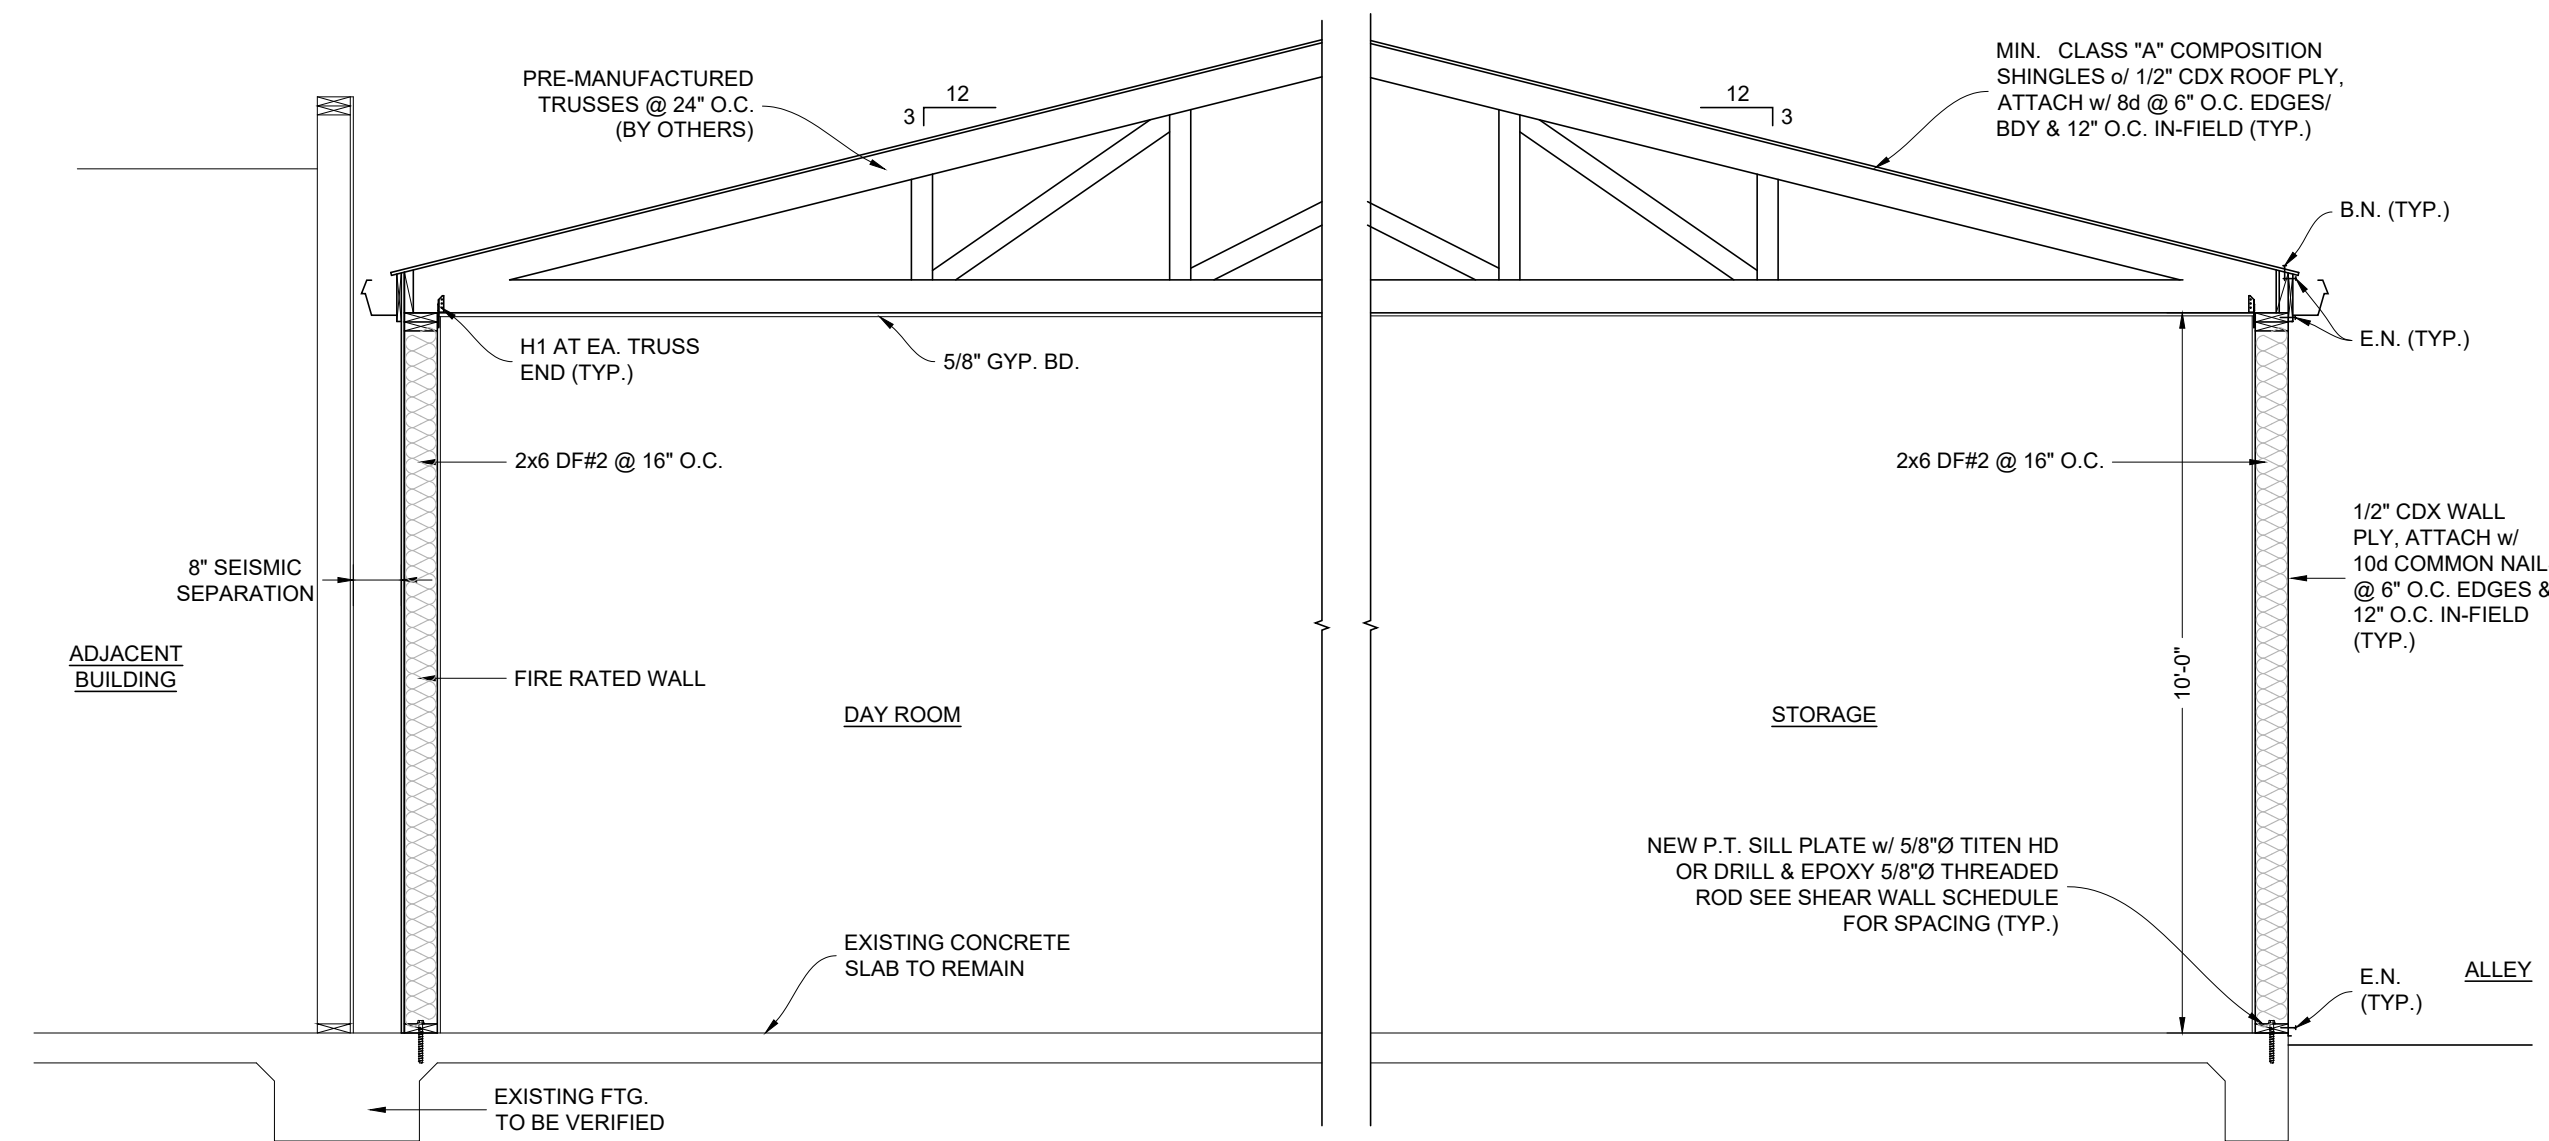 PRE-MANUFACTURED
TRUSSES @ 24" O.C.
(BY OTHERS)
12
3
12
3
MIN. CLASS "A" COMPOSITION
SHINGLES o/ 1/2" CDX ROOF PLY,
ATTACH w/ 8d @ 6" O.C. EDGES/
BDY & 12" O.C. IN-FIELD (TYP.)
B.N. (TYP.)
E.N. (TYP.)
H1 AT EA. TRUSS
END (TYP.)
5/8" GYP. BD.
2x6 DF#2 @ 16" O.C.
2x6 DF#2 @ 16" O.C.
1/2" CDX WALL
PLY, ATTACH w/
10d COMMON NAIL
@ 6" O.C. EDGES &
12" O.C. IN-FIELD
(TYP.)
8" SEISMIC
SEPARATION
ADJACENT
BUILDING
FIRE RATED WALL
DAY ROOM
STORAGE
10'-0"
NEW P.T. SILL PLATE w/ 5/8"Ø TITEN HD
OR DRILL & EPOXY 5/8"Ø THREADED
ROD SEE SHEAR WALL SCHEDULE
FOR SPACING (TYP.)
EXISTING CONCRETE
SLAB TO REMAIN
E.N.
(TYP.)
ALLEY
EXISTING FTG.
TO BE VERIFIED